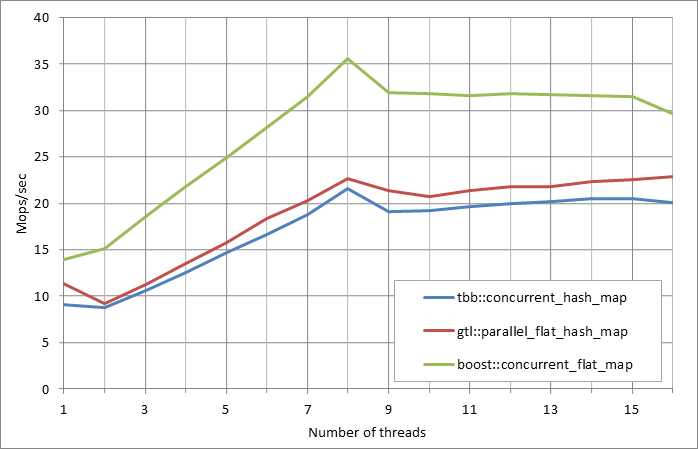 40
35
30
25
20
15
10
5
0
Mops/sec
tbb::concurrent_hash_map
gtl::parallel_flat_hash_map
boost::concurrent_flat_map
1 3 5 7 9 11 13 15
Number of threads